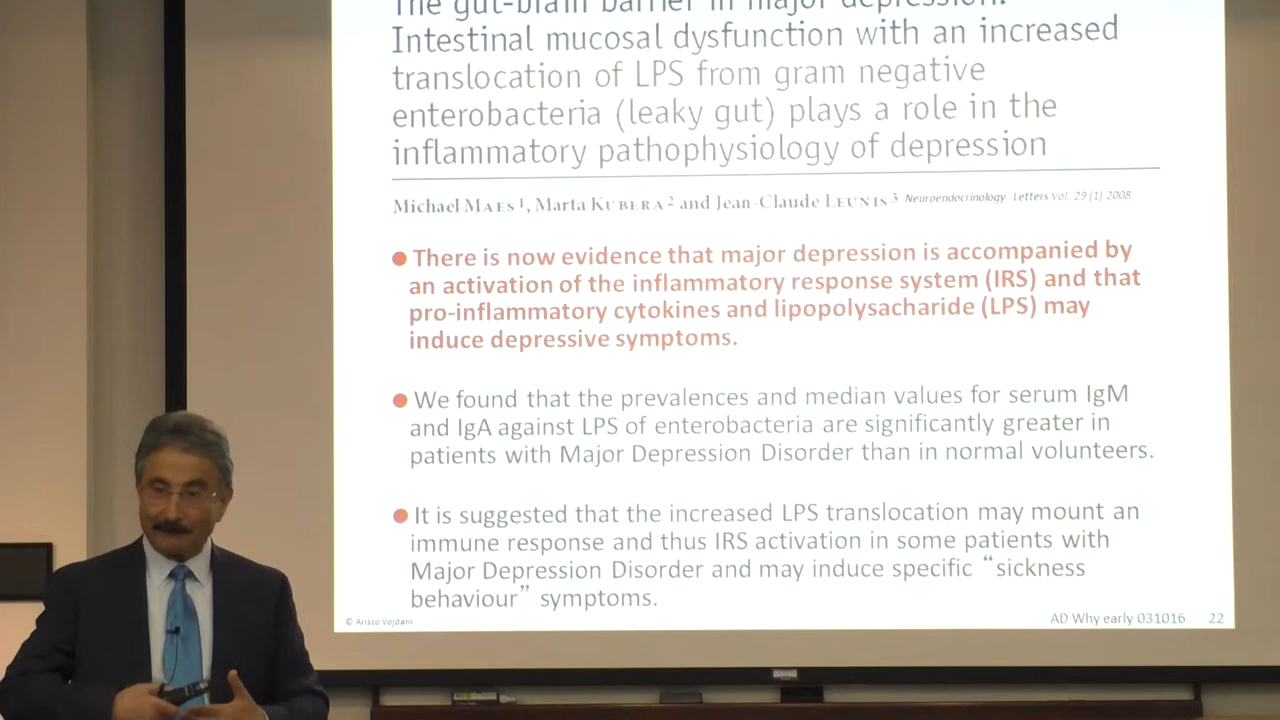 The gut-brain barrier in major depression:
Intestinal mucosal dysfunction with an increased
translocation of LPS from gram negative
enterobacteria (leaky gut) plays a role in the
inflammatory pathophysiology of depression
Michael MAES 1, Marta KUBERA 2 and Jean-Claude LEUNIS 3 Neuroendocrinology Letters Vol. 29 (1) 2008
● There is now evidence that major depression is accompanied by
an activation of the inflammatory response system (IRS) and that
pro-inflammatory cytokines and lipopolysacharide (LPS) may
induce depressive symptoms.
● We found that the prevalences and median values for serum IgM
and IgA against LPS of enterobacteria are significantly greater in
patients with Major Depression Disorder than in normal volunteers.
● It is suggested that the increased LPS translocation may mount an
immune response and thus IRS activation in some patients with
Major Depression Disorder and may induce specific “sickness
behaviour” symptoms.
© Aristo Vojdani AD Why early 031016 22